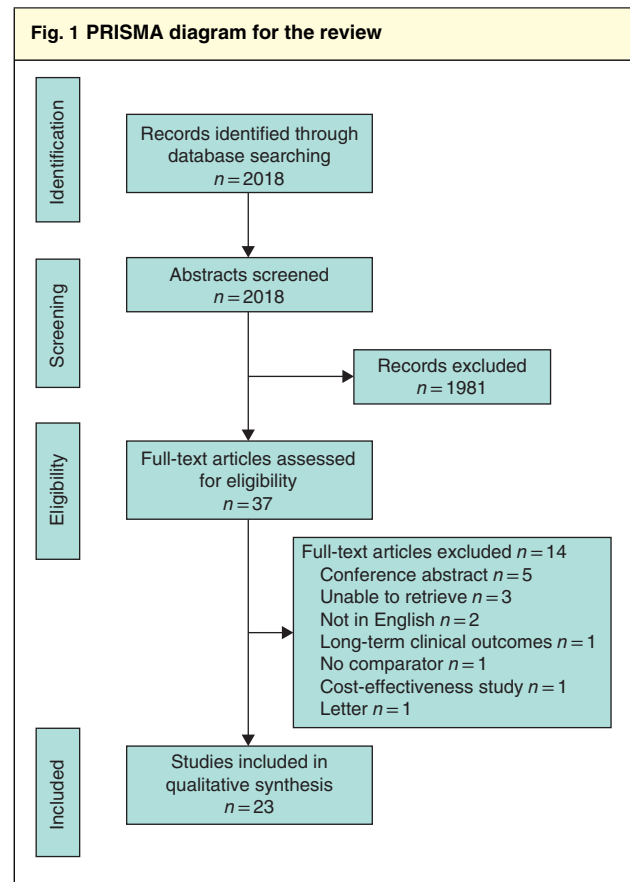 Fig. 1 PRISMA diagram for the review
Identification
Records identified through
database searching
n = 2018
Screening
Abstracts screened
n = 2018
Records excluded
n = 1981
Eligibility
Full-text articles assessed
for eligibility
n = 37
Full-text articles excluded n = 14
Conference abstract n = 5
Unable to retrieve n = 3
Not in English n = 2
Long-term clinical outcomes n = 1
No comparator n = 1
Cost-effectiveness study n = 1
Letter n = 1
Included
Studies included in
qualitative synthesis
n = 23